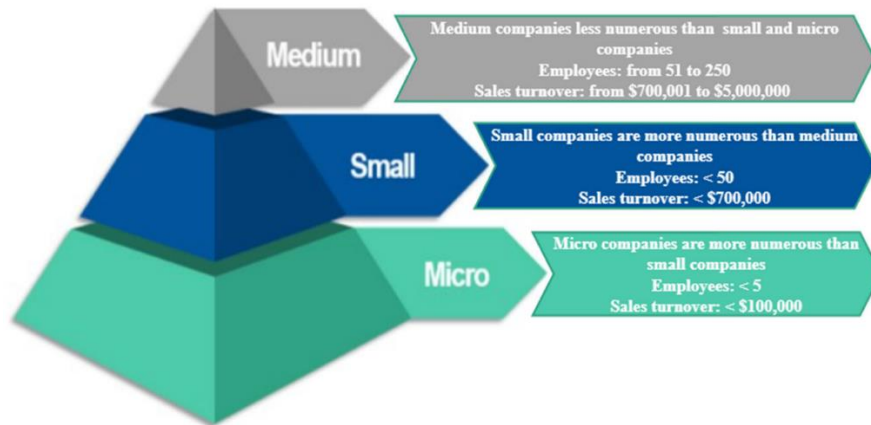 Medium
Medium companies less numerous than small and micro
companies
Employees: from 51 to 250
Sales turnover: from $700,001 to $5,000,000
Small
Small companies are more numerous than medium
companies
Employees: < 50
Sales turnover: < $700,000
Micro
Micro companies are more numerous than
small companies
Employees: < 5
Sales turnover: < $100,000